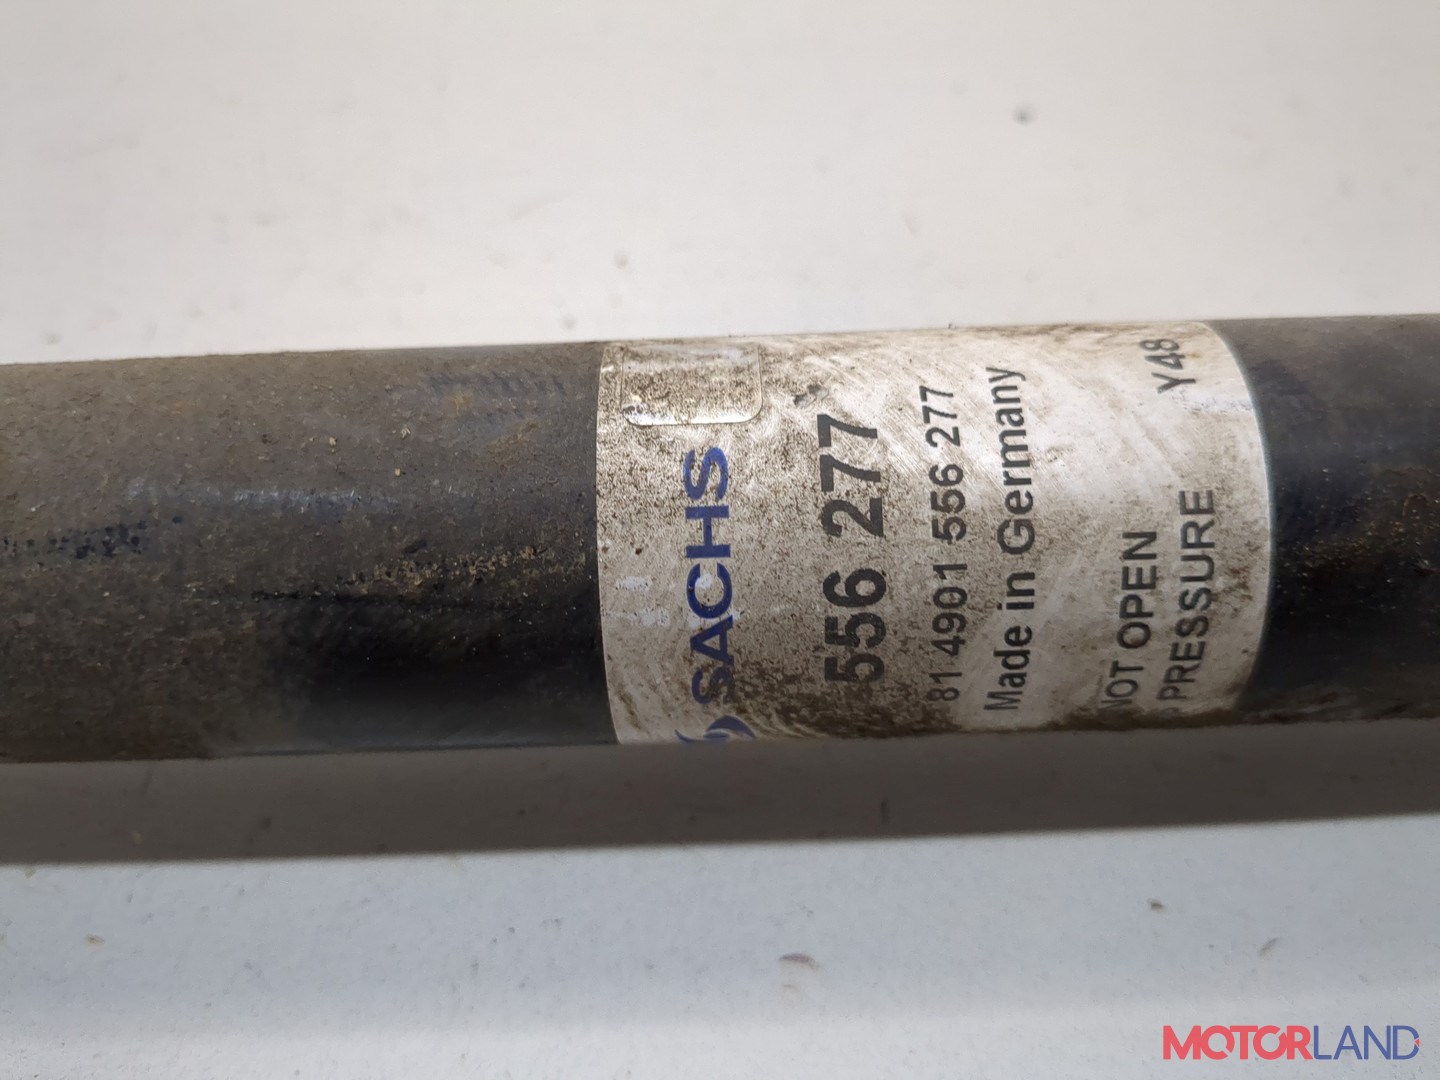 SACHS
556 277
81 4901 556 277
Made in Germany
NOT OPEN
PRESSURE Y48
MOTORLAND